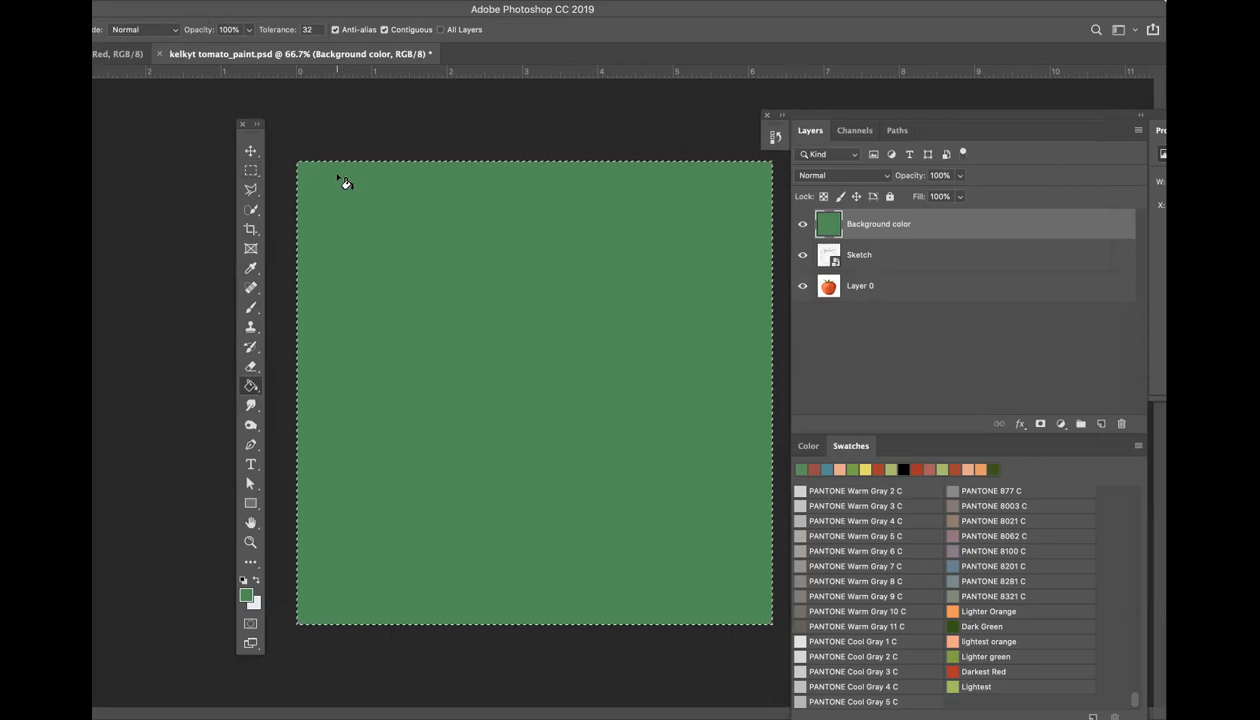 Adobe Photoshop CC 2019
de: Normal Opacity: 100% Tolerance: 32 Anti-alias Contiguous All Layers
Red, RGB/8) × kelkyt tomato_paint.psd @ 66.7% (Background color, RGB/8) *
2 1 0 1 2 3 4 5 6 7 8 9 10 11
Layers Channels Paths Pro
Kind
Normal Opacity: 100% W:
Lock: Fill: 100% X:
Background color
Sketch
Layer 0
fx
Color Swatches
PANTONE Warm Gray 2 C PANTONE 877 C
PANTONE Warm Gray 3 C PANTONE 8003 C
PANTONE Warm Gray 4 C PANTONE 8021 C
PANTONE Warm Gray 5 C PANTONE 8062 C
PANTONE Warm Gray 6 C PANTONE 8100 C
PANTONE Warm Gray 7 C PANTONE 8201 C
PANTONE Warm Gray 8 C PANTONE 8281 C
PANTONE Warm Gray 9 C PANTONE 8321 C
PANTONE Warm Gray 10 C Lighter Orange
PANTONE Warm Gray 11 C Dark Green
PANTONE Cool Gray 1 C lightest orange
PANTONE Cool Gray 2 C Lighter green
PANTONE Cool Gray 3 C Darkest Red
PANTONE Cool Gray 4 C Lightest
PANTONE Cool Gray 5 C